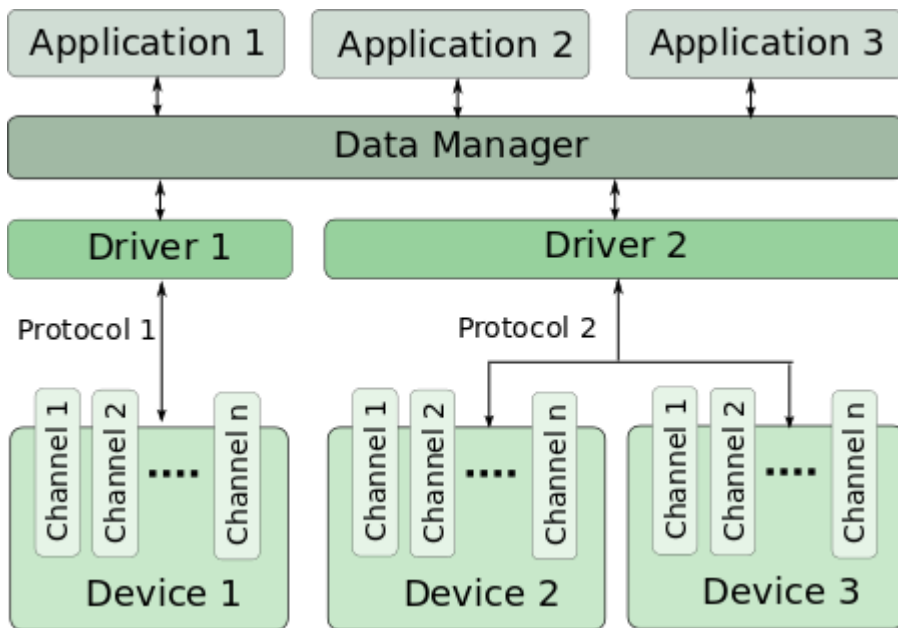 Application 1
Application 2
Application 3
Data Manager
Driver 1
Driver 2
Protocol 1
Protocol 2
Channel 1
Channel 2
....
Channel n
Channel 1
Channel 2
....
Channel n
Channel 1
Channel 2
....
Channel n
Device 1
Device 2
Device 3